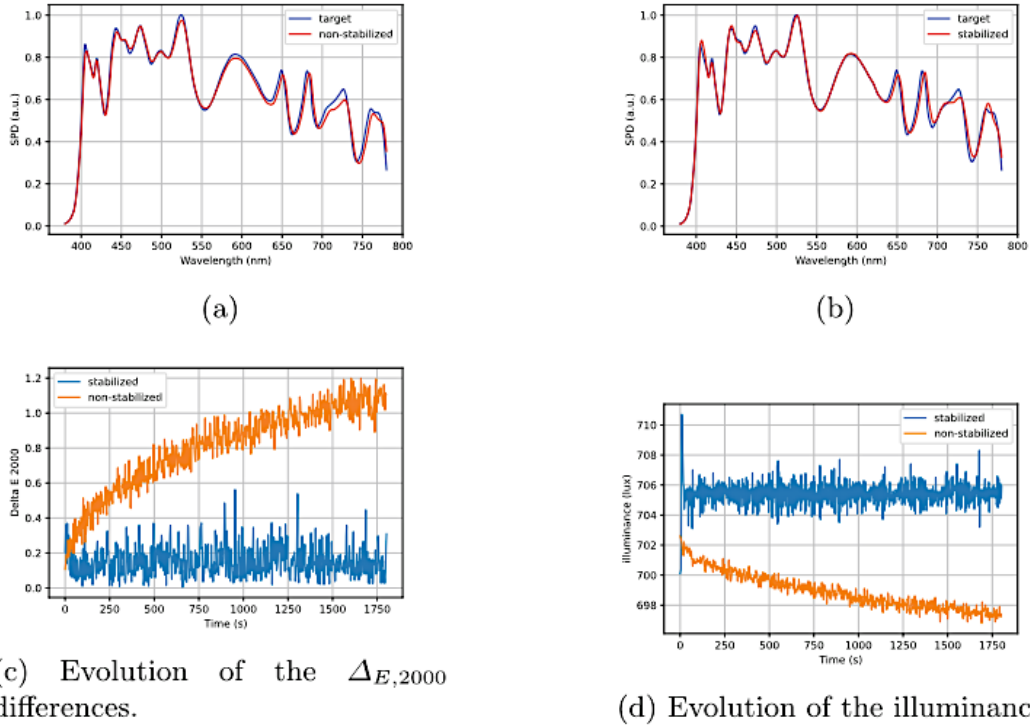 1.0
0.8
0.6
0.4
0.2
0.0
SPD (a.u.)
target
non-stabilized
400 450 500 550 600 650 700 750 800
Wavelength (nm)
(a)
1.0
0.8
0.6
0.4
0.2
0.0
SPD (a.u.)
target
stabilized
400 450 500 550 600 650 700 750 800
Wavelength (nm)
(b)
1.2
1.0
0.8
0.6
0.4
0.2
0.0
Delta E 2000
stabilized
non-stabilized
0 250 500 750 1000 1250 1500 1750
Time (s)
(c) Evolution of the Δ_{E,2000}
differences.
710
708
706
704
702
700
698
illuminance (lux)
stabilized
non-stabilized
0 250 500 750 1000 1250 1500 1750
Time (s)
(d) Evolution of the illuminanc